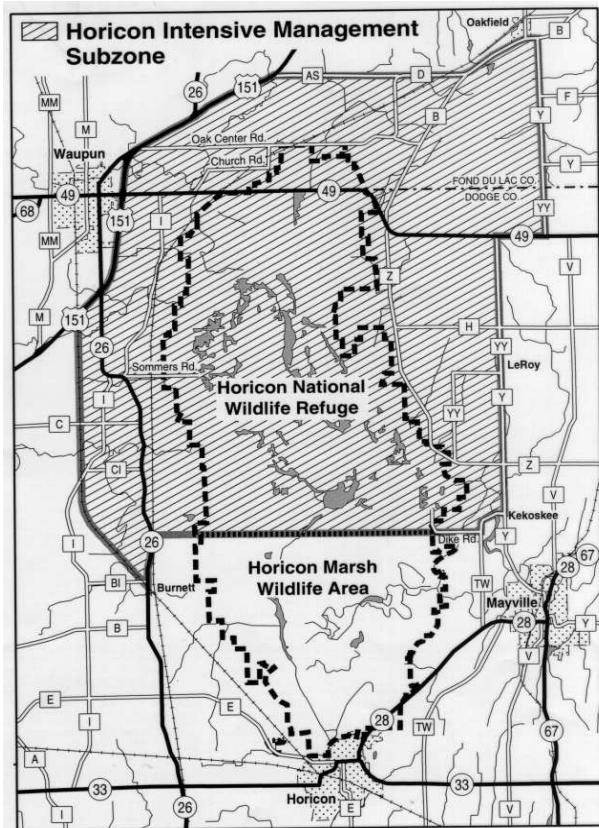 Horicon Intensive Management
Subzone
Oakfield
B
151
AS
D
26
MM
M
B
F
Y
Oak Center Rd.
Church Rd.
Waupun
Y
FOND DU LAC CO.
DODGE CO.
49
49
68
151
I
YY
49
MM
Z
V
M
151
H
26
YY
Sommers Rd.
LeRoy
Horicon National
Wildlife Refuge
I
Y
YY
C
CI
Z
V
Kekoskee
Dike Rd.
Y
26
I
67
28
Horicon Marsh
Wildlife Area
BI
Burnett
TW
Mayville
28
Y
B
V
E
E
I
28
TW
67
A
33
33
Horicon
I
26
E
V